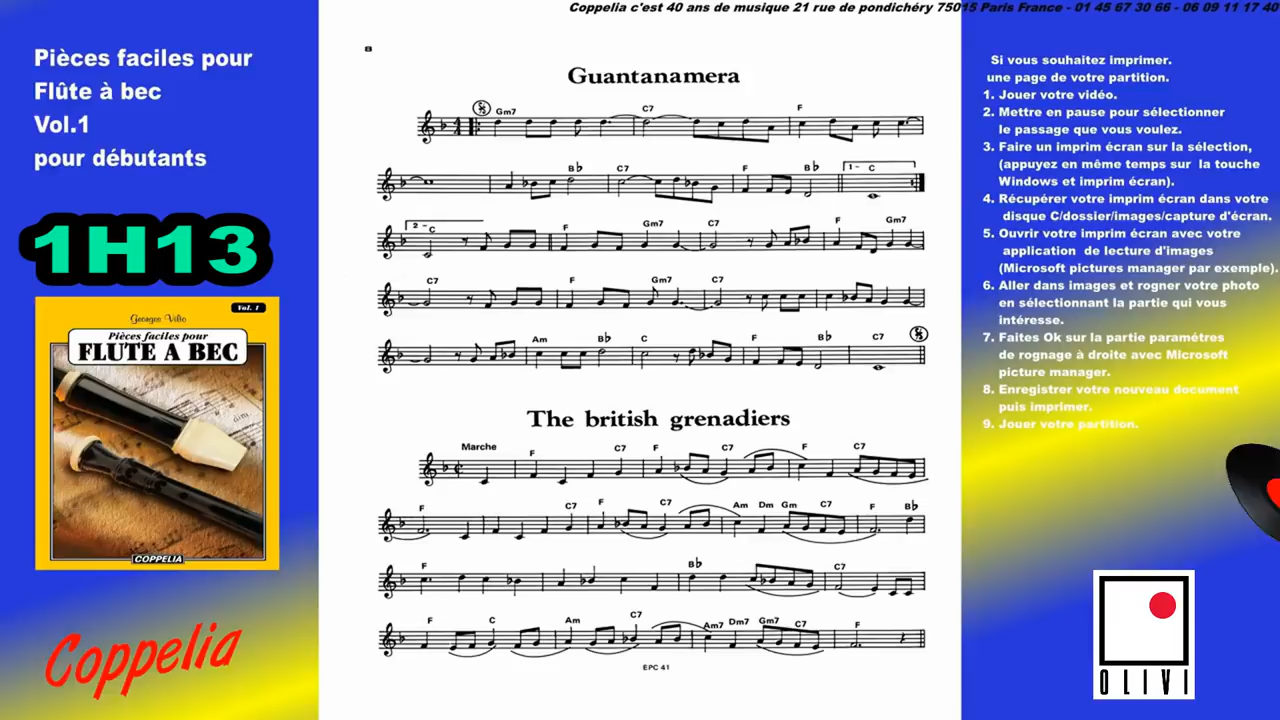 Coppelia c'est 40 ans de musique 21 rue de pondichéry 75015 Paris France - 01 45 67 30 66 - 06 09 11 17 40
Pièces faciles pour
Flûte à bec
Vol.1
pour débutants
1H13
Vol. 1
Georges Vilto
Pièces faciles pour
FLUTE A BEC
COPPELIA
Coppelia
8
Guantanamera
Gm7 C7 F
Bb C7 F Bb 1- C
2- C F Gm7 C7 F Gm7
C7 F Gm7 C7
Am Bb C F Bb C7
The british grenadiers
Marche F C7 F C7 F C7
F C7 F C7 Am Dm Gm C7 F Bb
F Bb C7
F C Am C7 Am7 Dm7 Gm7 C7 F
EPC 41
Si vous souhaitez imprimer.
une page de votre partition.
1. Jouer votre vidéo.
2. Mettre en pause pour sélectionner
le passage que vous voulez.
3. Faire un imprim écran sur la sélection,
(appuyez en même temps sur la touche
Windows et imprim écran).
4. Récupérer votre imprim écran dans votre
disque C/dossier/images/capture d'écran.
5. Ouvrir votre imprim écran avec votre
application de lecture d'images
(Microsoft pictures manager par exemple).
6. Aller dans images et rogner votre photo
en sélectionnant la partie qui vous
intéresse.
7. Faites Ok sur la partie paramétres
de rognage à droite avec Microsoft
picture manager.
8. Enregistrer votre nouveau document
puis imprimer.
9. Jouer votre partition.
OLIVI